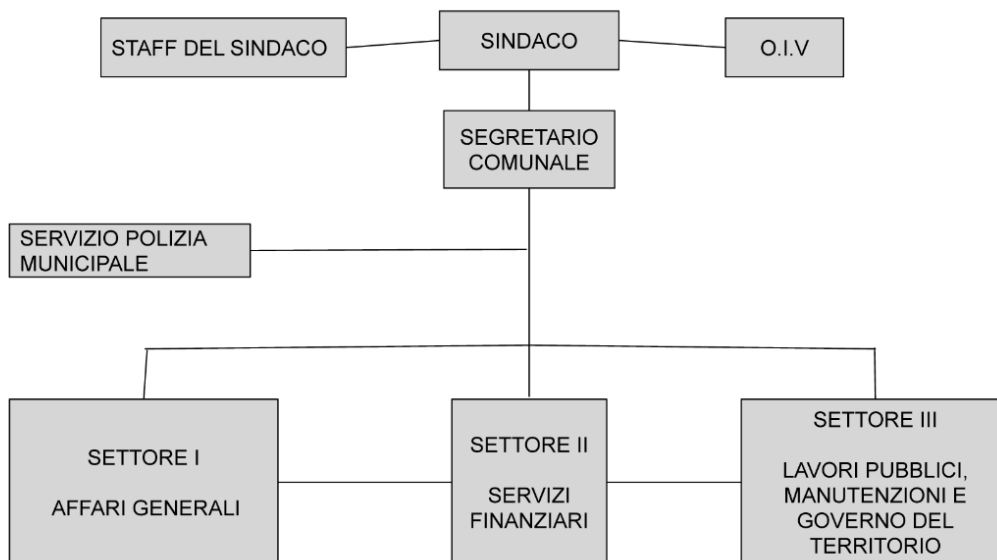 STAFF DEL SINDACO
SINDACO
O.I.V
SEGRETARIO
COMUNALE
SERVIZIO POLIZIA
MUNICIPALE
SETTORE I
AFFARI GENERALI
SETTORE II
SERVIZI
FINANZIARI
SETTORE III
LAVORI PUBBLICI,
MANUTENZIONI E
GOVERNO DEL
TERRITORIO